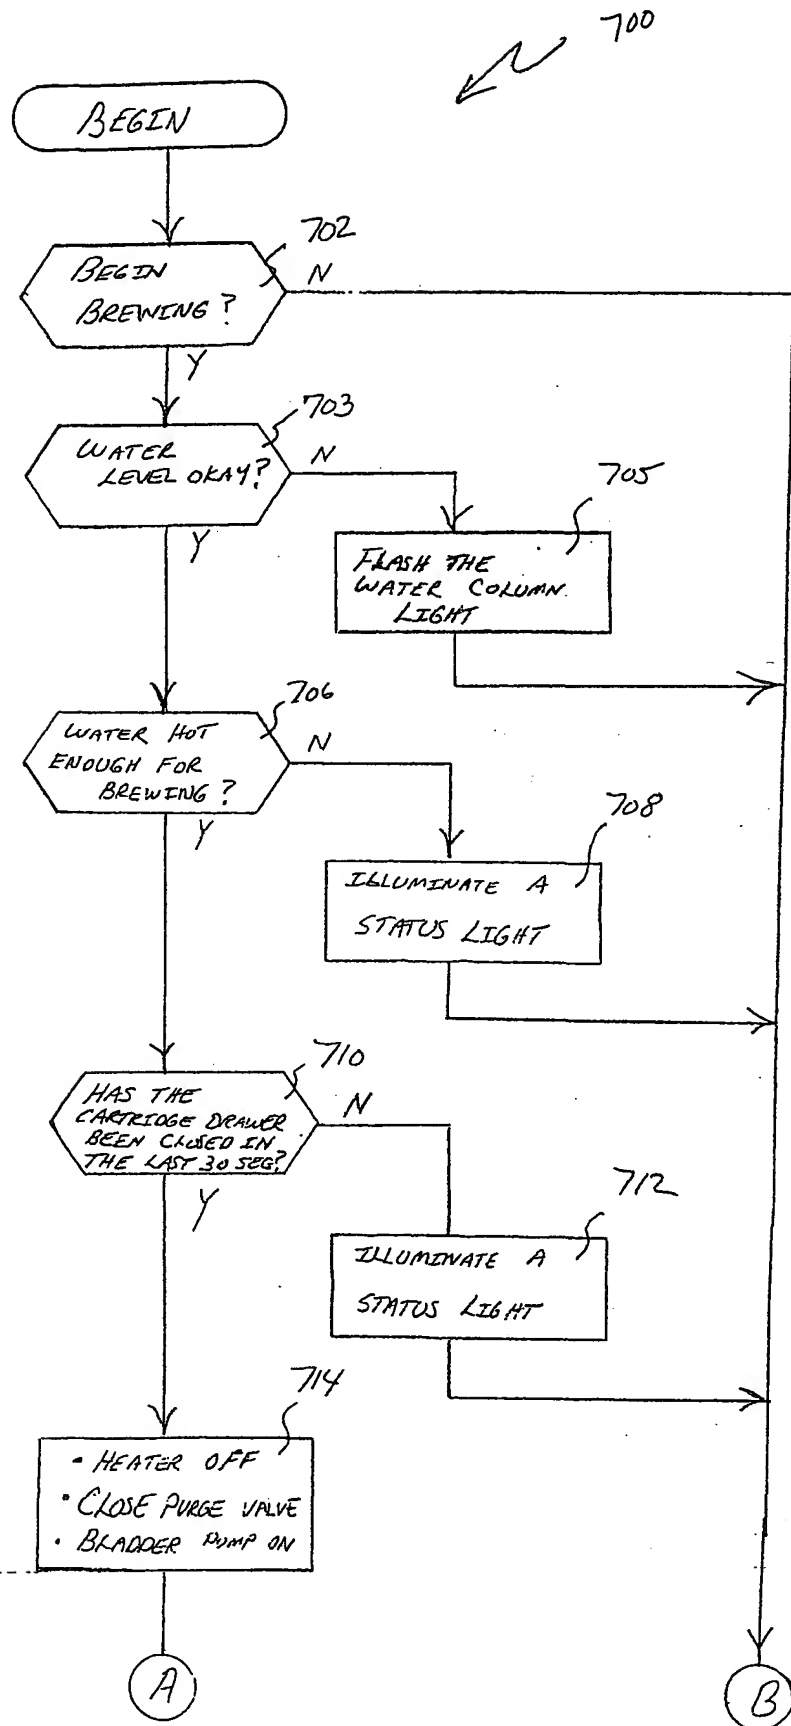 700
BEGIN
702
BEGIN
BREWING?
N
Y
703
WATER
LEVEL OKAY?
N
Y
705
FLASH THE
WATER COLUMN
LIGHT
706
WATER HOT
ENOUGH FOR
BREWING?
N
Y
708
ILLUMINATE A
STATUS LIGHT
710
HAS THE
CARTRIDGE DRAWER
BEEN CLOSED IN
THE LAST 30 SEC?
N
Y
712
ILLUMINATE A
STATUS LIGHT
714
• HEATER OFF
• CLOSE PURGE VALVE
• BLADDER PUMP ON
A
B